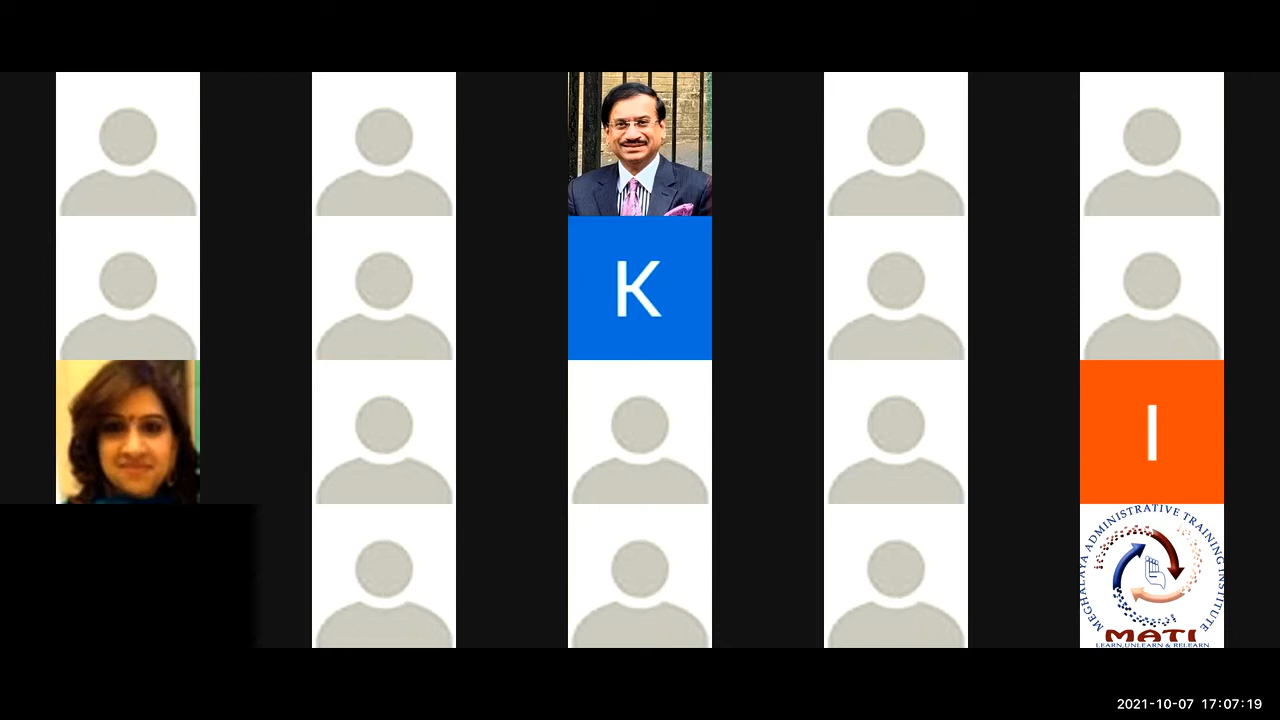 K
I
MEGHALAYA ADMINISTRATIVE TRAINING INSTITUTE
MATI
LEARN,UNLEARN & RELEARN
2021-10-07 17:07:19